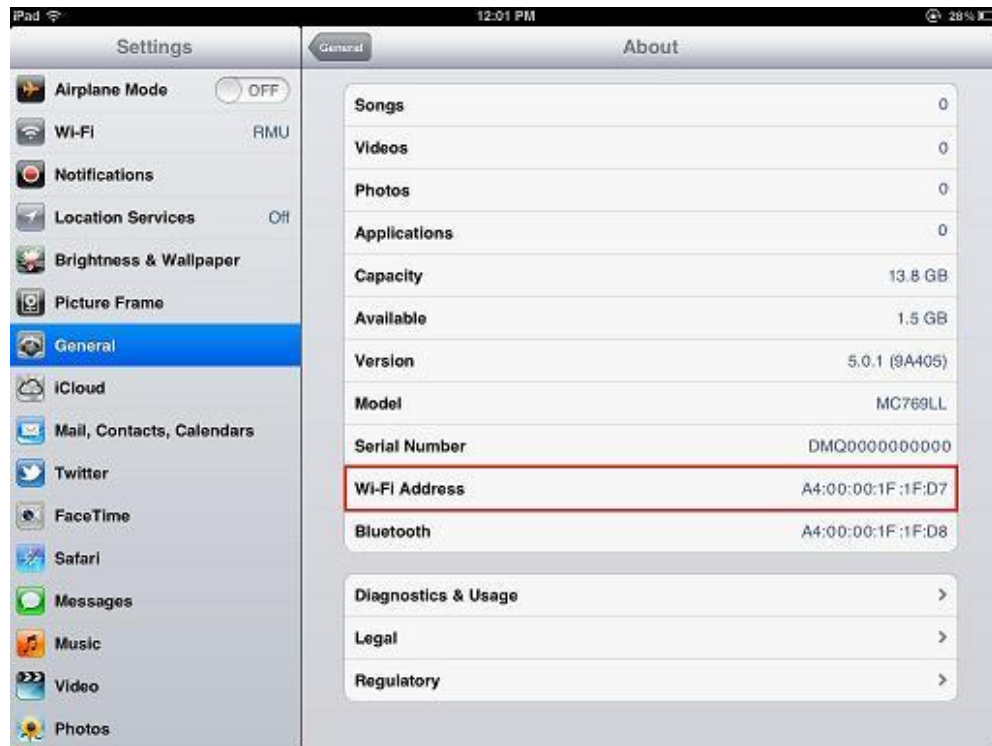 iPad 12:01 PM 28%
Settings General About
Airplane Mode OFF
Wi-Fi RMU
Notifications
Location Services Off
Brightness & Wallpaper
Picture Frame
General
iCloud
Mail, Contacts, Calendars
Twitter
FaceTime
Safari
Messages
Music
Video
Photos
Songs 0
Videos 0
Photos 0
Applications 0
Capacity 13.8 GB
Available 1.5 GB
Version 5.0.1 (9A405)
Model MC769LL
Serial Number DMQ0000000000
Wi-Fi Address A4:00:00:1F:1F:D7
Bluetooth A4:00:00:1F:1F:D8
Diagnostics & Usage
Legal
Regulatory